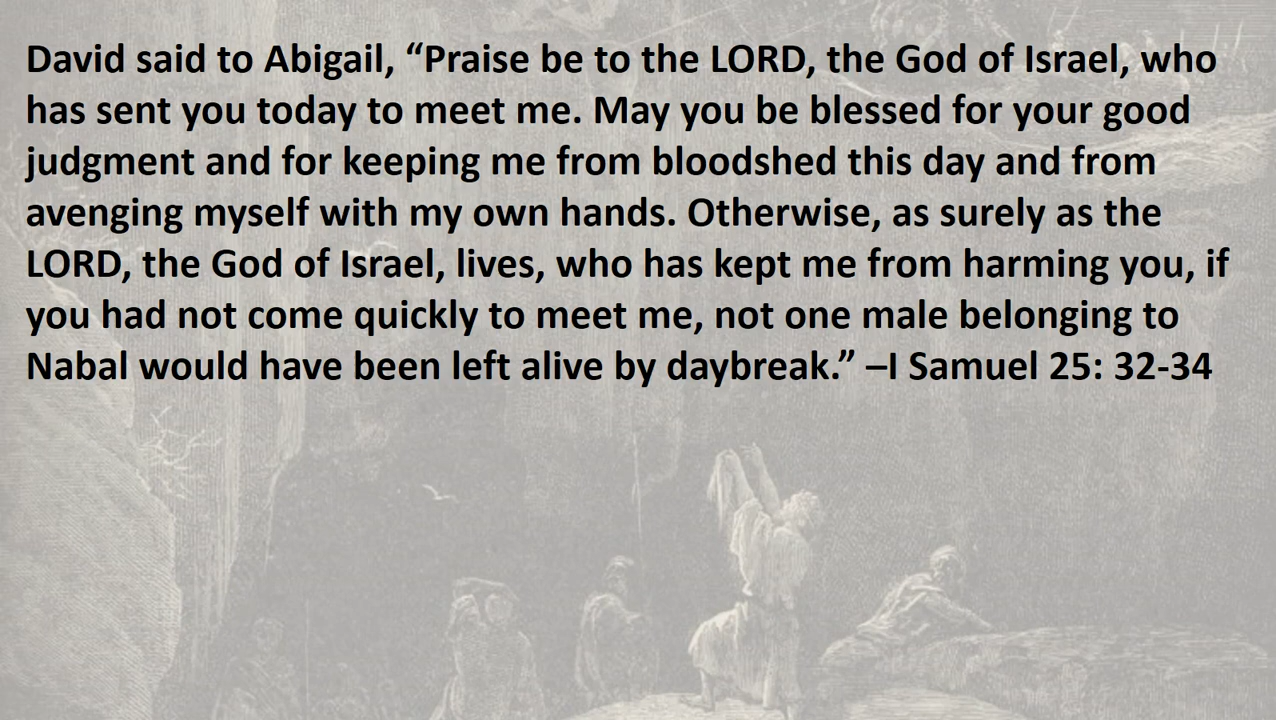 David said to Abigail, “Praise be to the LORD, the God of Israel, who
has sent you today to meet me. May you be blessed for your good
judgment and for keeping me from bloodshed this day and from
avenging myself with my own hands. Otherwise, as surely as the
LORD, the God of Israel, lives, who has kept me from harming you, if
you had not come quickly to meet me, not one male belonging to
Nabal would have been left alive by daybreak.” –I Samuel 25: 32-34